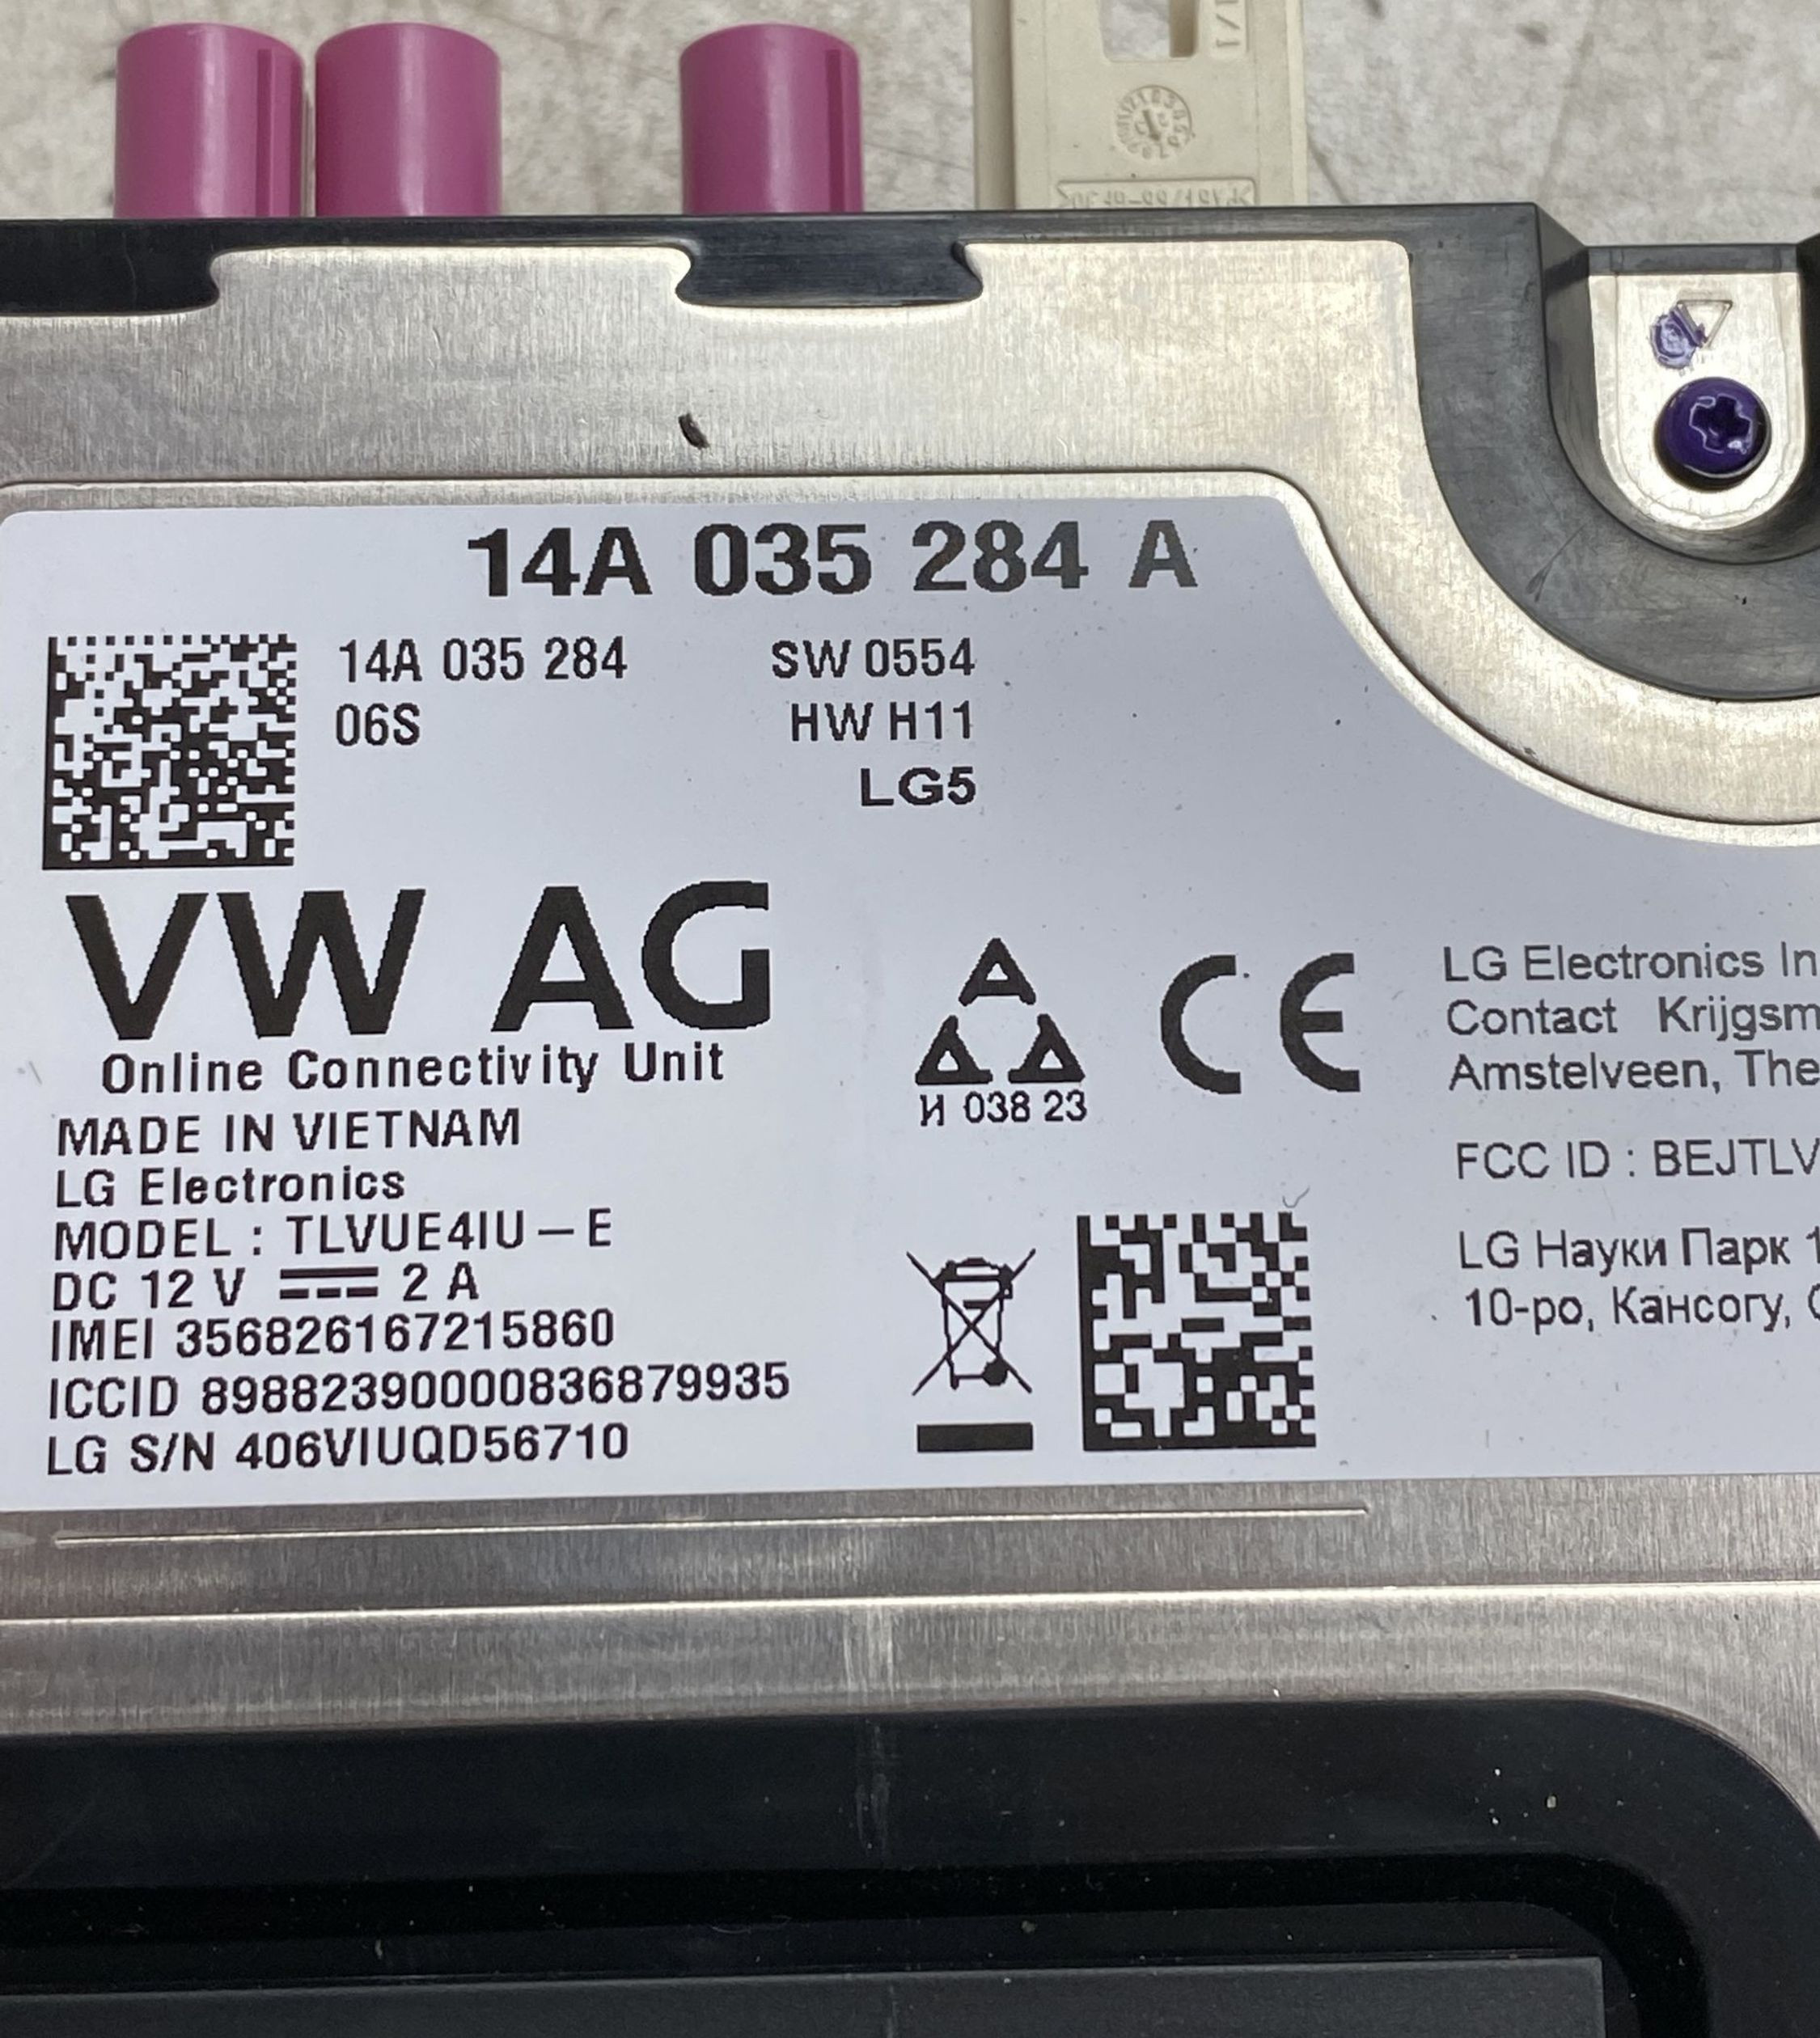 14A 035 284 A
14A 035 284 SW 0554
06S HW H11
LG5
VW AG
Online Connectivity Unit
MADE IN VIETNAM
LG Electronics
MODEL : TLVUE4IU – E
DC 12 V 2 A
IMEI 356826167215860
ICCID 89882390000836879935
LG S/N 406VIUQD56710
И 038 23
CE
LG Electronics In
Contact Krijgsm
Amstelveen, The
FCC ID : BEJTLV
LG Науки Парк 1
10-ро, Кансогу,